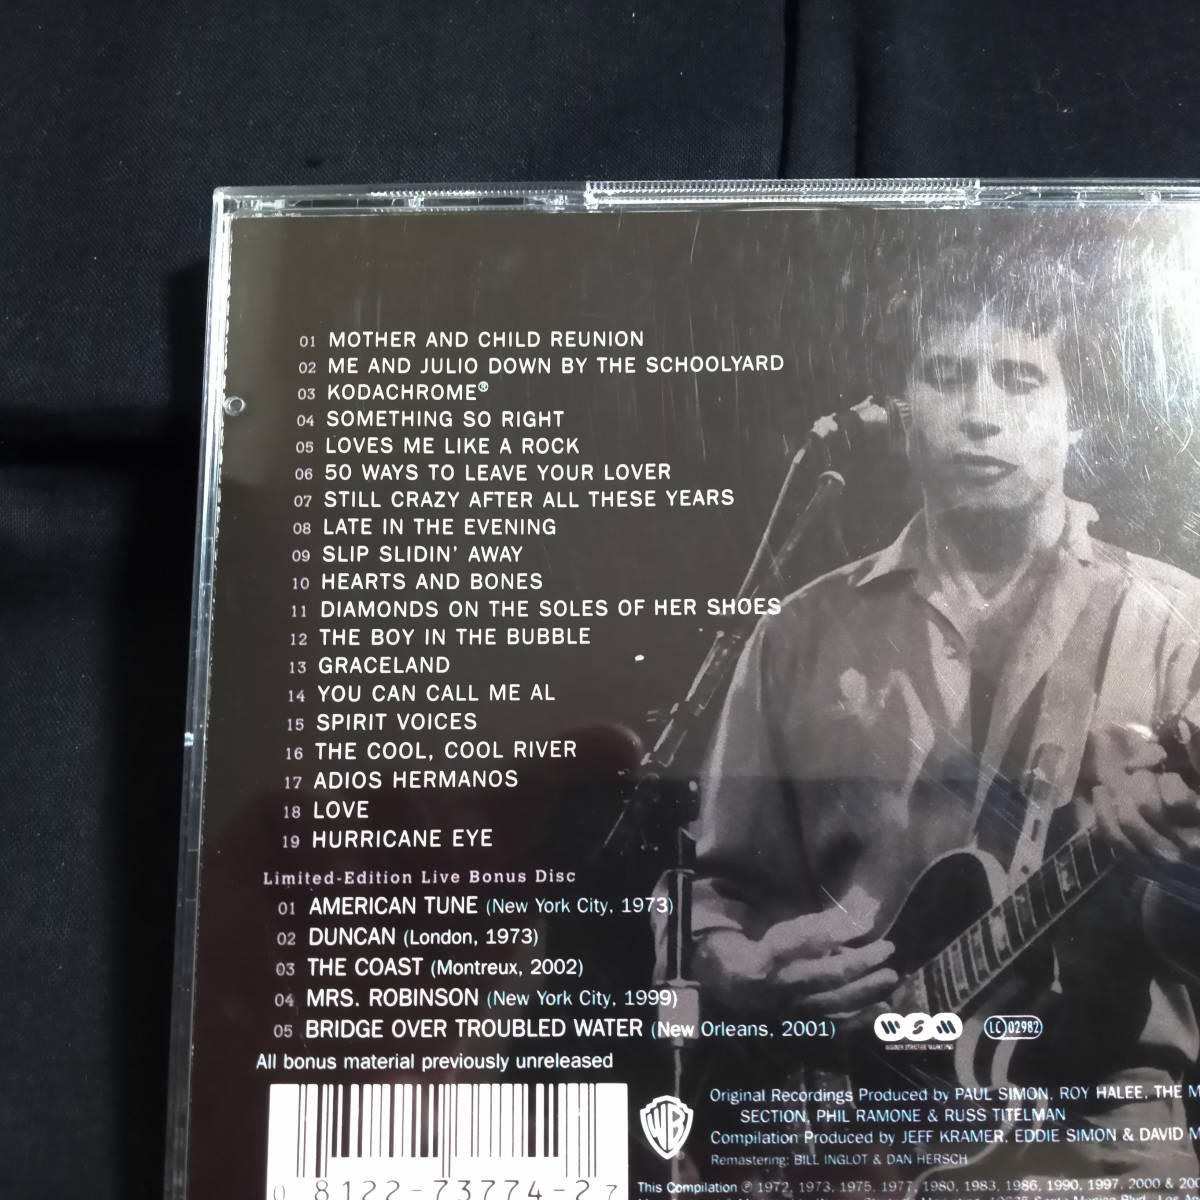 01 MOTHER AND CHILD REUNION
02 ME AND JULIO DOWN BY THE SCHOOLYARD
03 KODACHROME®
04 SOMETHING SO RIGHT
05 LOVES ME LIKE A ROCK
06 50 WAYS TO LEAVE YOUR LOVER
07 STILL CRAZY AFTER ALL THESE YEARS
08 LATE IN THE EVENING
09 SLIP SLIDIN' AWAY
10 HEARTS AND BONES
11 DIAMONDS ON THE SOLES OF HER SHOES
12 THE BOY IN THE BUBBLE
13 GRACELAND
14 YOU CAN CALL ME AL
15 SPIRIT VOICES
16 THE COOL, COOL RIVER
17 ADIOS HERMANOS
18 LOVE
19 HURRICANE EYE
Limited-Edition Live Bonus Disc
01 AMERICAN TUNE (New York City, 1973)
02 DUNCAN (London, 1973)
03 THE COAST (Montreux, 2002)
04 MRS. ROBINSON (New York City, 1999)
05 BRIDGE OVER TROUBLED WATER (New Orleans, 2001)
WSM
LC 02982
All bonus material previously unreleased
WB
Original Recordings Produced by PAUL SIMON, ROY HALEE, THE M
SECTION, PHIL RAMONE & RUSS TITELMAN
Compilation Produced by JEFF KRAMER, EDDIE SIMON & DAVID M
Remastering: BILL INGLOT & DAN HERSCH
0 8122-73774-2 7
This Compilation ℗ 1972, 1973, 1975, 1977, 1980, 1983, 1986, 1990, 1997, 2000 &